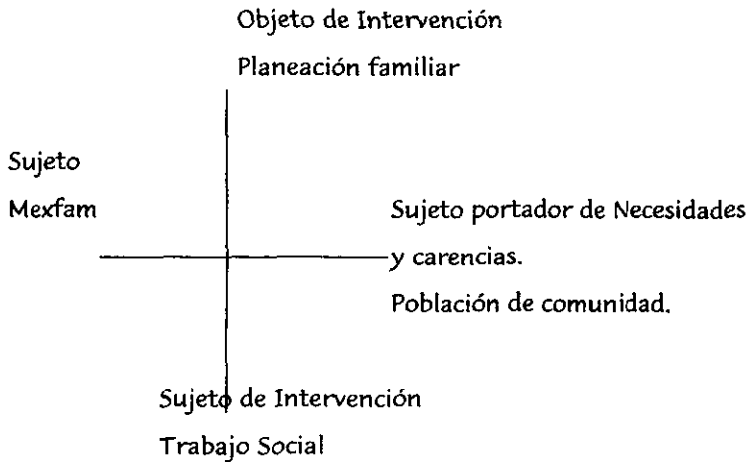 Objeto de Intervención
Planeación familiar
Sujeto
Mexfam
Sujeto portador de Necesidades
y carencias.
Población de comunidad.
Sujeto de Intervención
Trabajo Social